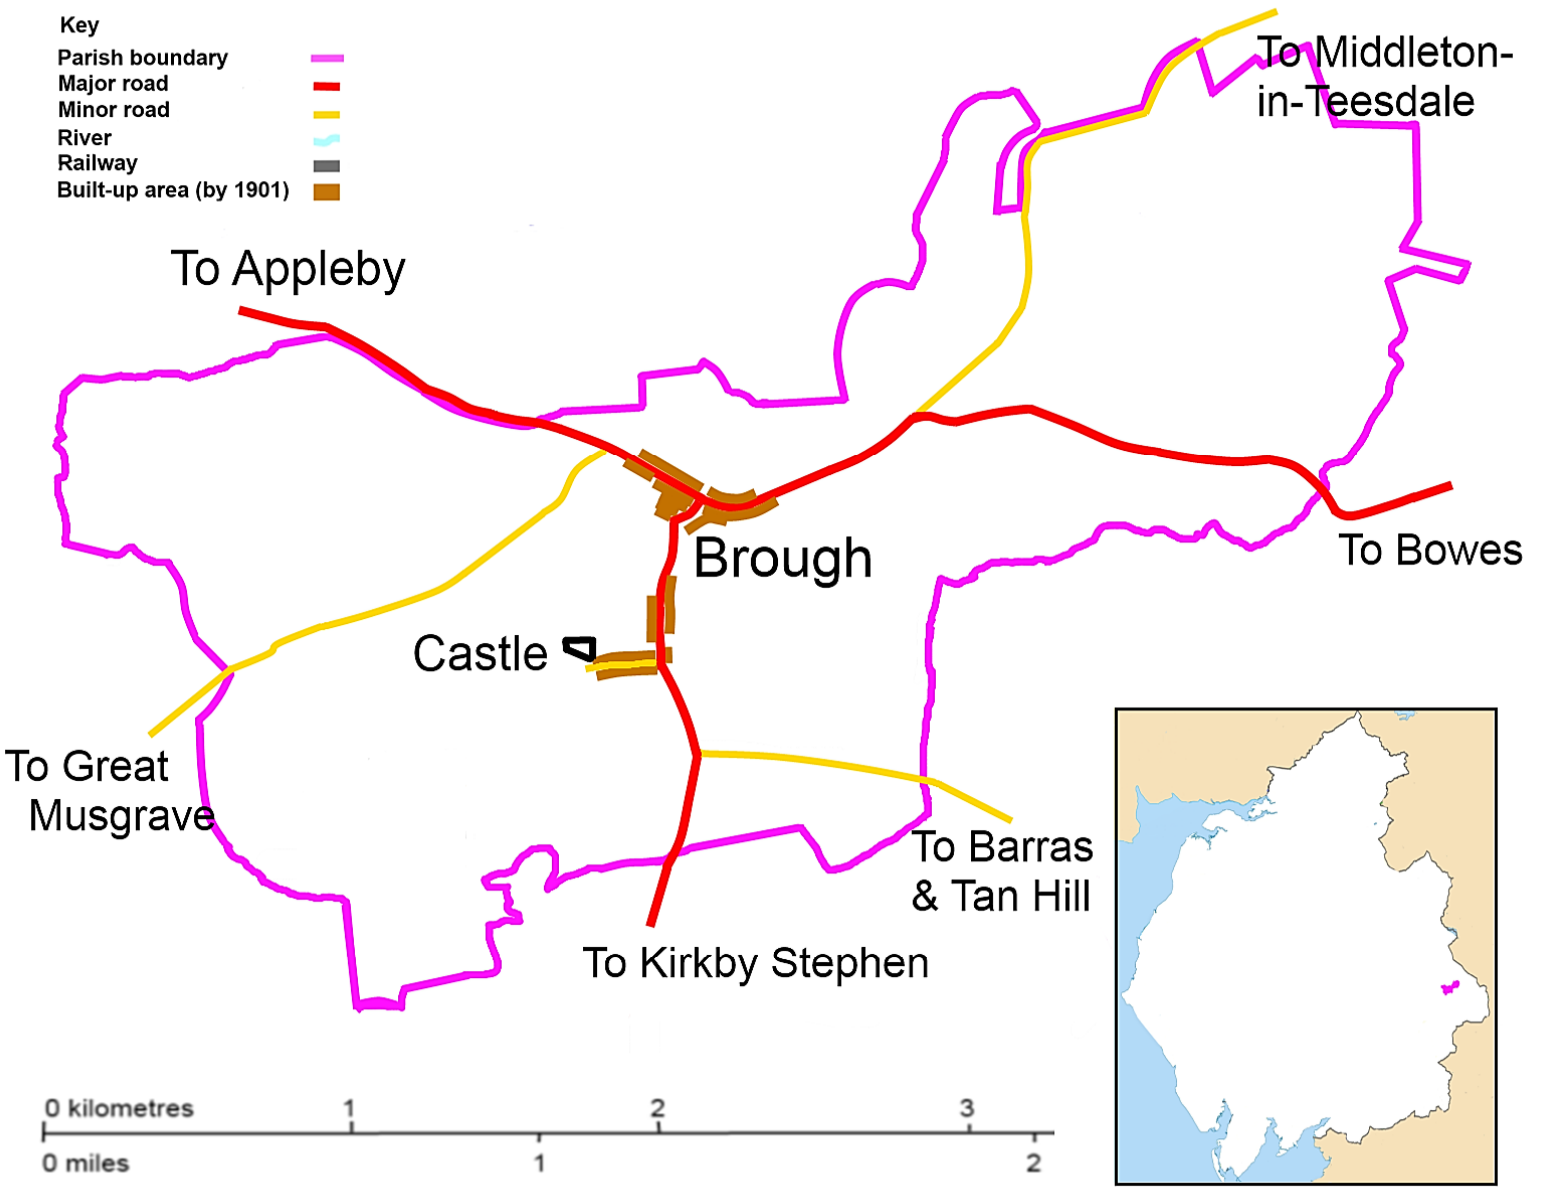 Key
Parish boundary
Major road
Minor road
River
Railway
Built-up area (by 1901)
To Middleton-
in-Teesdale
To Appleby
Brough
To Bowes
Castle
To Great
Musgrave
To Barras
& Tan Hill
To Kirkby Stephen
0 kilometres 1 2 3
0 miles 1 2